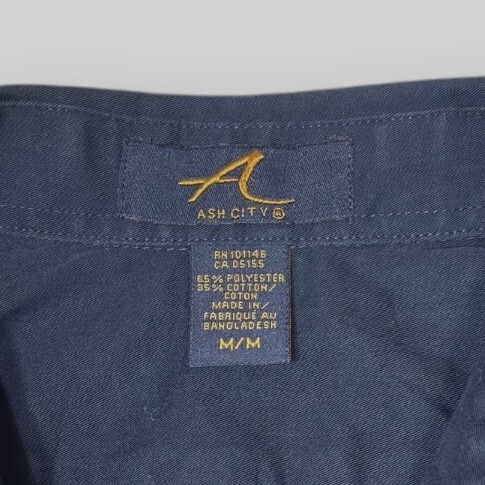 ASH CITY®
RN 101146
CA 05155
65% POLYESTER
35% COTTON/
COTON
MADE IN/
FABRIQUÉ AU
BANGLADESH
M/M